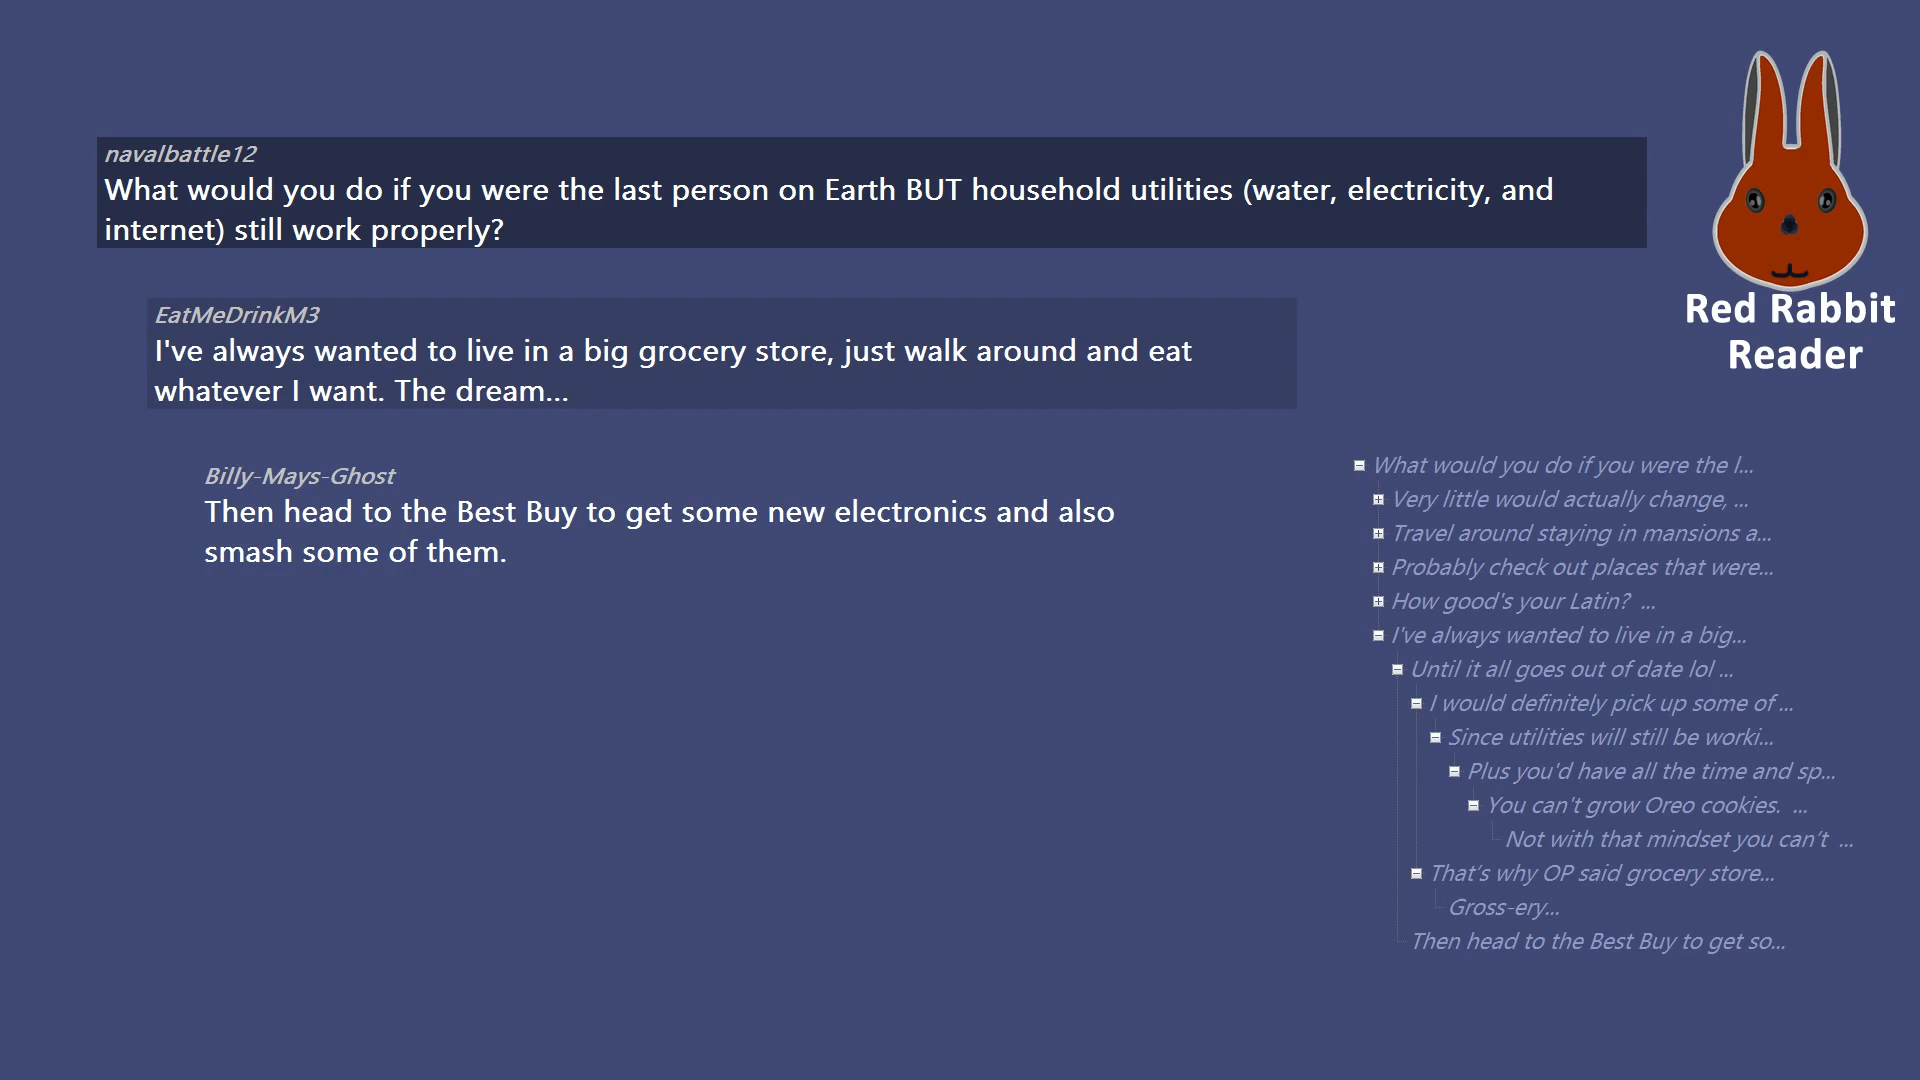 navalbattle12
What would you do if you were the last person on Earth BUT household utilities (water, electricity, and
internet) still work properly?
EatMeDrinkM3
I've always wanted to live in a big grocery store, just walk around and eat
whatever I want. The dream...
Billy-Mays-Ghost
Then head to the Best Buy to get some new electronics and also
smash some of them.
Red Rabbit
Reader
What would you do if you were the l...
Very little would actually change, ...
Travel around staying in mansions a...
Probably check out places that were...
How good's your Latin? ...
I've always wanted to live in a big...
Until it all goes out of date lol ...
I would definitely pick up some of ...
Since utilities will still be worki...
Plus you'd have all the time and sp...
You can't grow Oreo cookies. ...
Not with that mindset you can’t ...
That’s why OP said grocery store...
Gross-ery...
Then head to the Best Buy to get so...